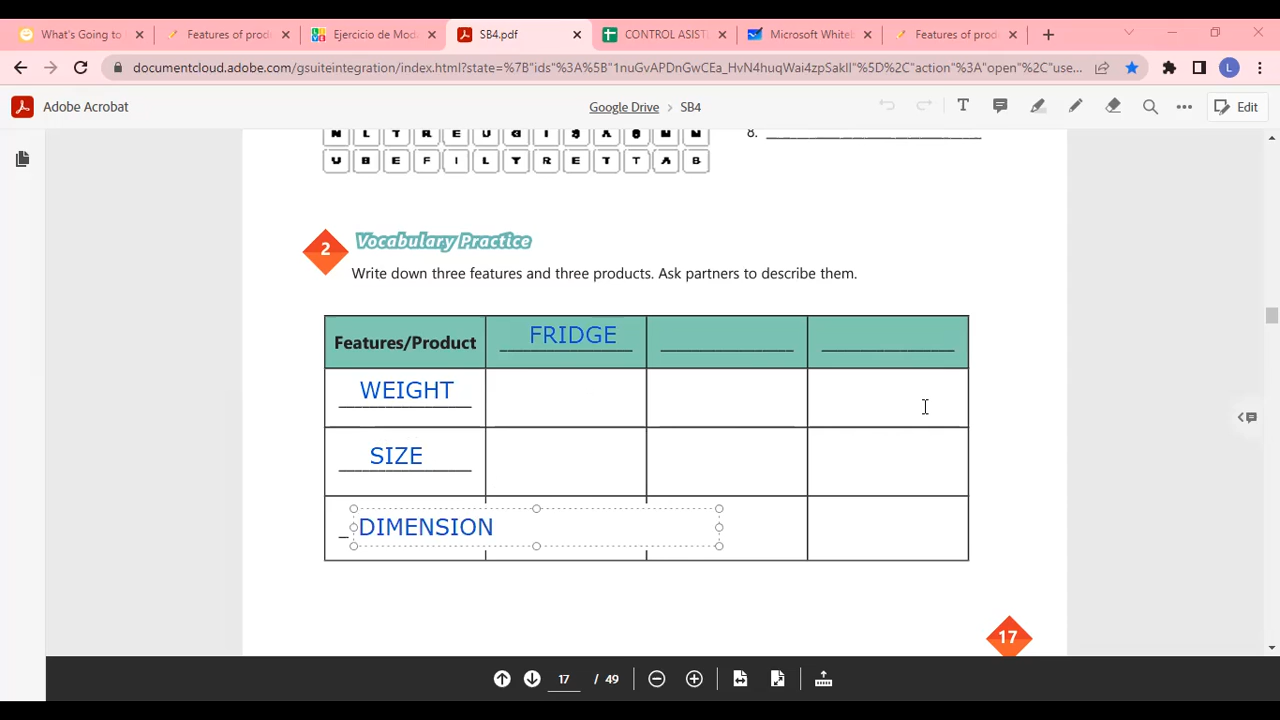 What's Going to
Features of prod
Ejercicio de Mod
SB4.pdf
CONTROL ASIST
Microsoft Whiteb
Features of prod
documentcloud.adobe.com/gsuiteintegration/index.html?state=%7B"ids"%3A%5B"1nuGvAPDnGwCEa_HvN4huqWai4zpSakII"%5D%2C"action"%3A"open"%2C"use...
L
Adobe Acrobat
Google Drive > SB4
T
Edit
N L T R E U G I S X O M M
8. ____________________
U B E F I L T R E T T A B
2 Vocabulary Practice
Write down three features and three products. Ask partners to describe them.
Features/Product FRIDGE
WEIGHT
SIZE
DIMENSION
17
17 / 49